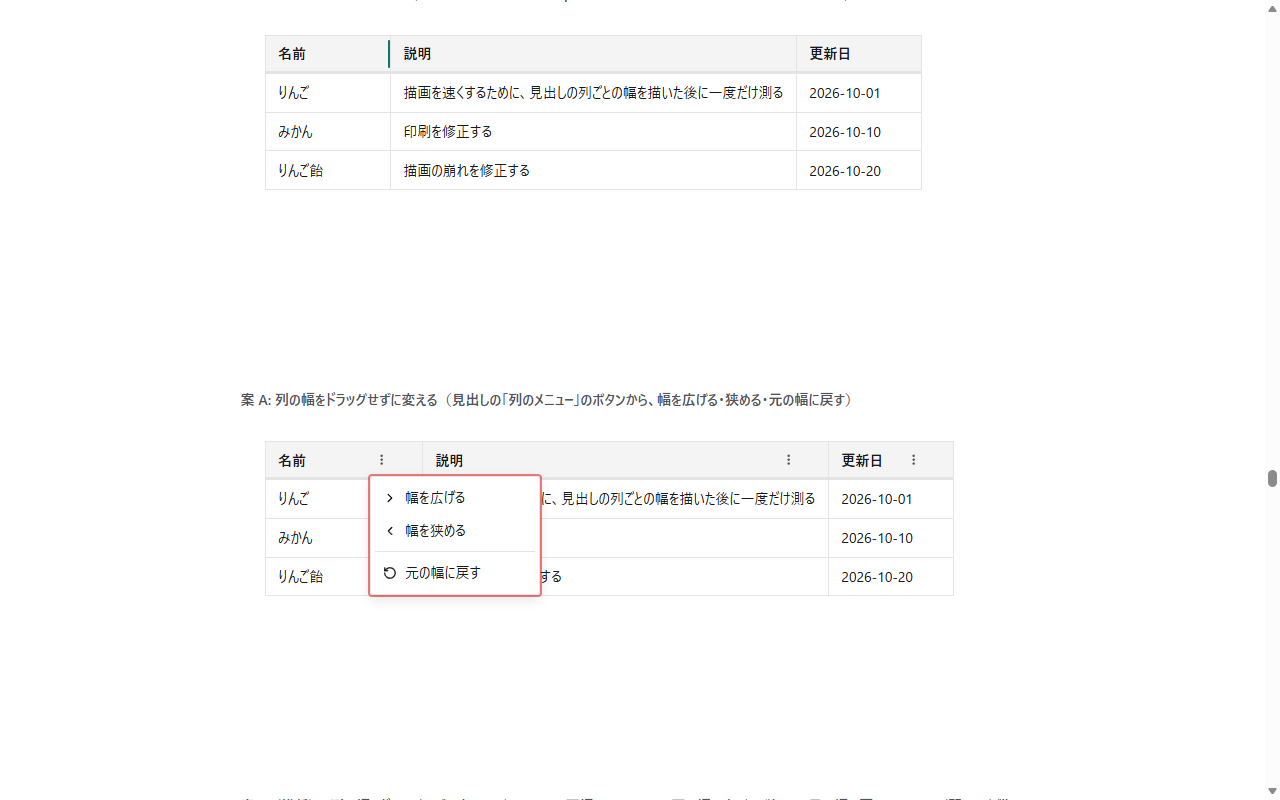 名前 説明 更新日
りんご 描画を速くするために、見出しの列ごとの幅を描いた後に一度だけ測る 2026-10-01
みかん 印刷を修正する 2026-10-10
りんご飴 描画の崩れを修正する 2026-10-20
案 A: 列の幅をドラッグせずに変える（見出しの「列のメニュー」のボタンから、幅を広げる・狭める・元の幅に戻す）
名前 説明 更新日
りんご に、見出しの列ごとの幅を描いた後に一度だけ測る 2026-10-01
幅を広げる
幅を狭める
みかん 2026-10-10
元の幅に戻す
りんご飴 する 2026-10-20